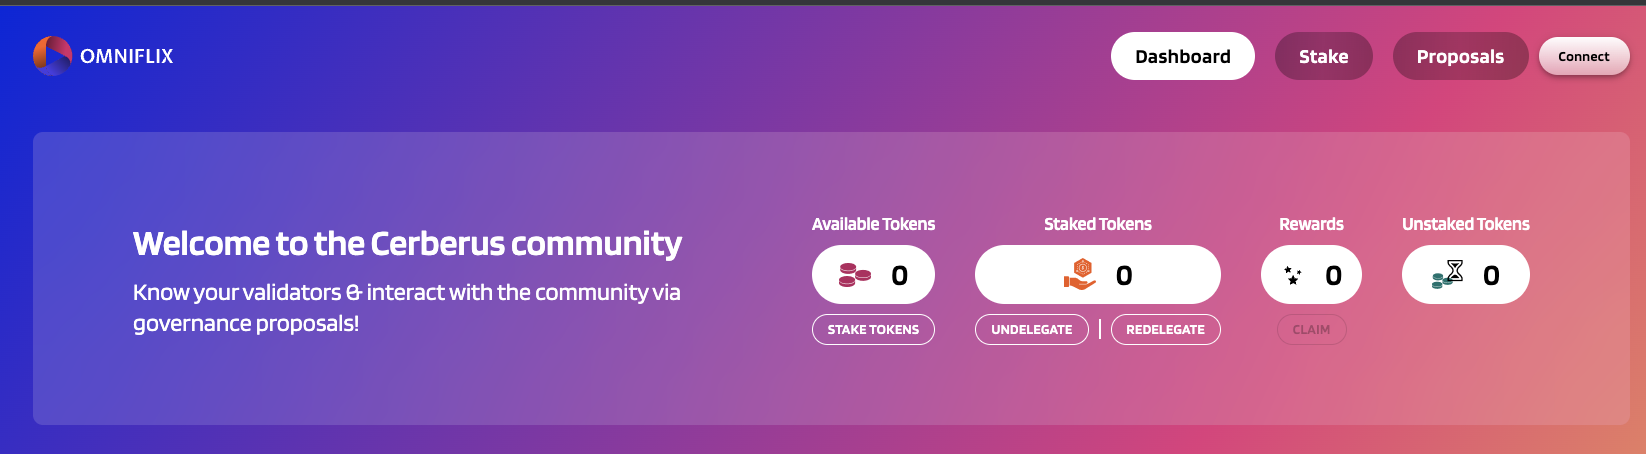 OMNIFLIX
Dashboard
Stake
Proposals
Connect
Welcome to the Cerberus community
Know your validators & interact with the community via
governance proposals!
Available Tokens
0
STAKE TOKENS
Staked Tokens
0
UNDELEGATE | REDELEGATE
Rewards
0
CLAIM
Unstaked Tokens
0